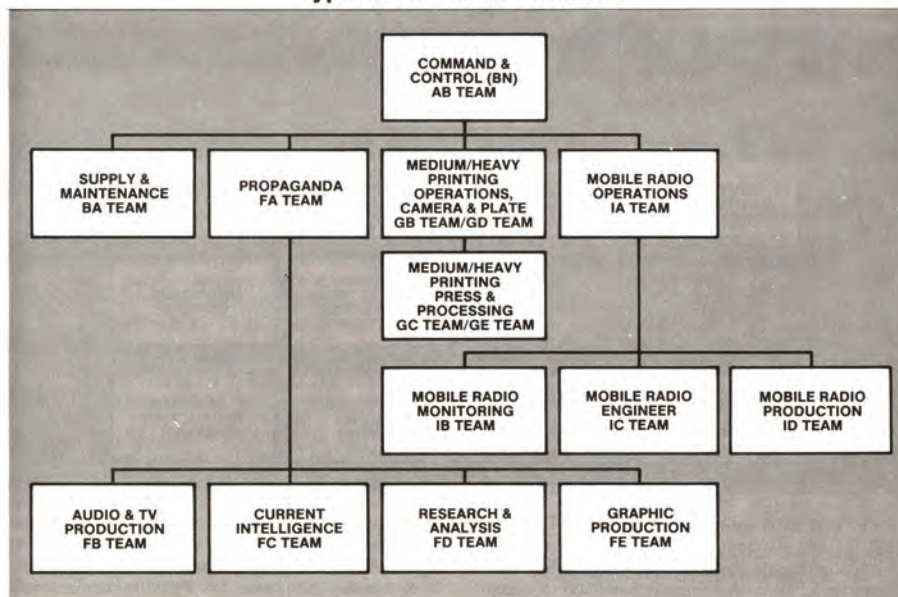 COMMAND &
CONTROL (BN)
AB TEAM
SUPPLY &
MAINTENANCE
BA TEAM
PROPAGANDA
FA TEAM
MEDIUM/HEAVY
PRINTING
OPERATIONS,
CAMERA & PLATE
GB TEAM/GD TEAM
MOBILE RADIO
OPERATIONS
IA TEAM
MEDIUM/HEAVY
PRINTING
PRESS &
PROCESSING
GC TEAM/GE TEAM
MOBILE RADIO
MONITORING
IB TEAM
MOBILE RADIO
ENGINEER
IC TEAM
MOBILE RADIO
PRODUCTION
ID TEAM
AUDIO & TV
PRODUCTION
FB TEAM
CURRENT
INTELLIGENCE
FC TEAM
RESEARCH &
ANALYSIS
FD TEAM
GRAPHIC
PRODUCTION
FE TEAM